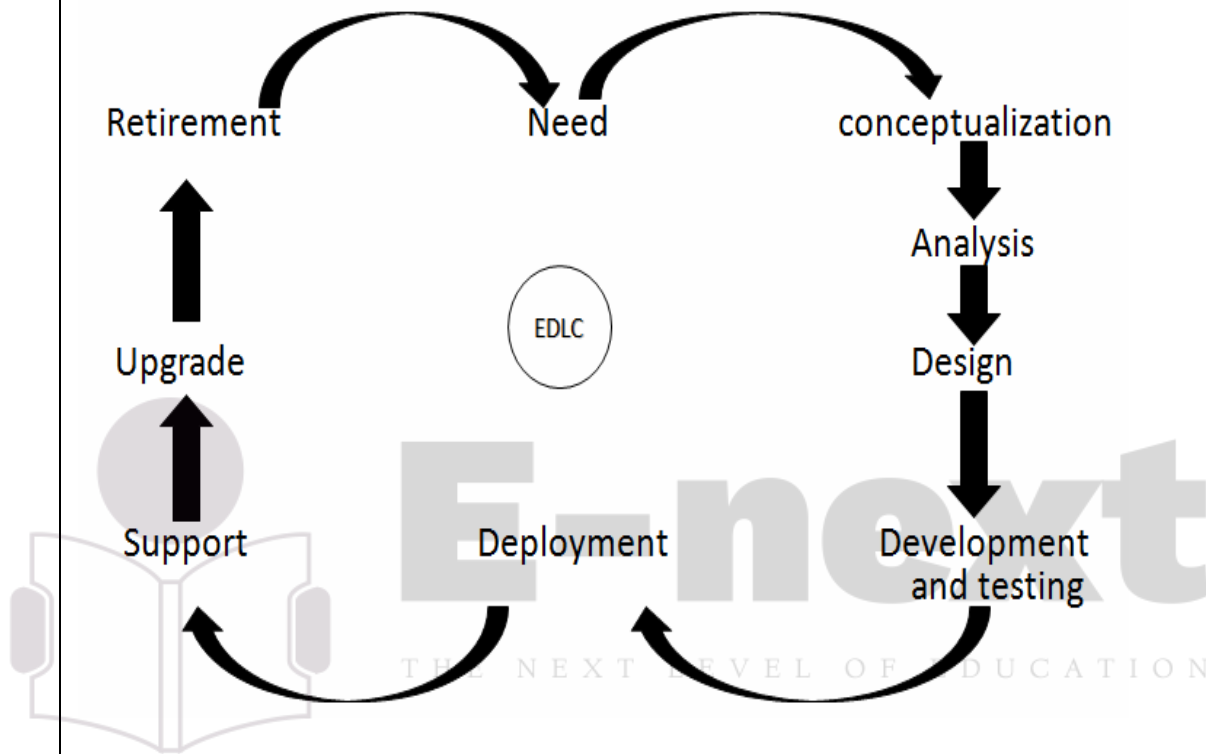 Retirement
Need
conceptualization
Analysis
EDLC
Upgrade
Design
Support
Deployment
Development
and testing
E-next
THE NEXT LEVEL OF EDUCATION